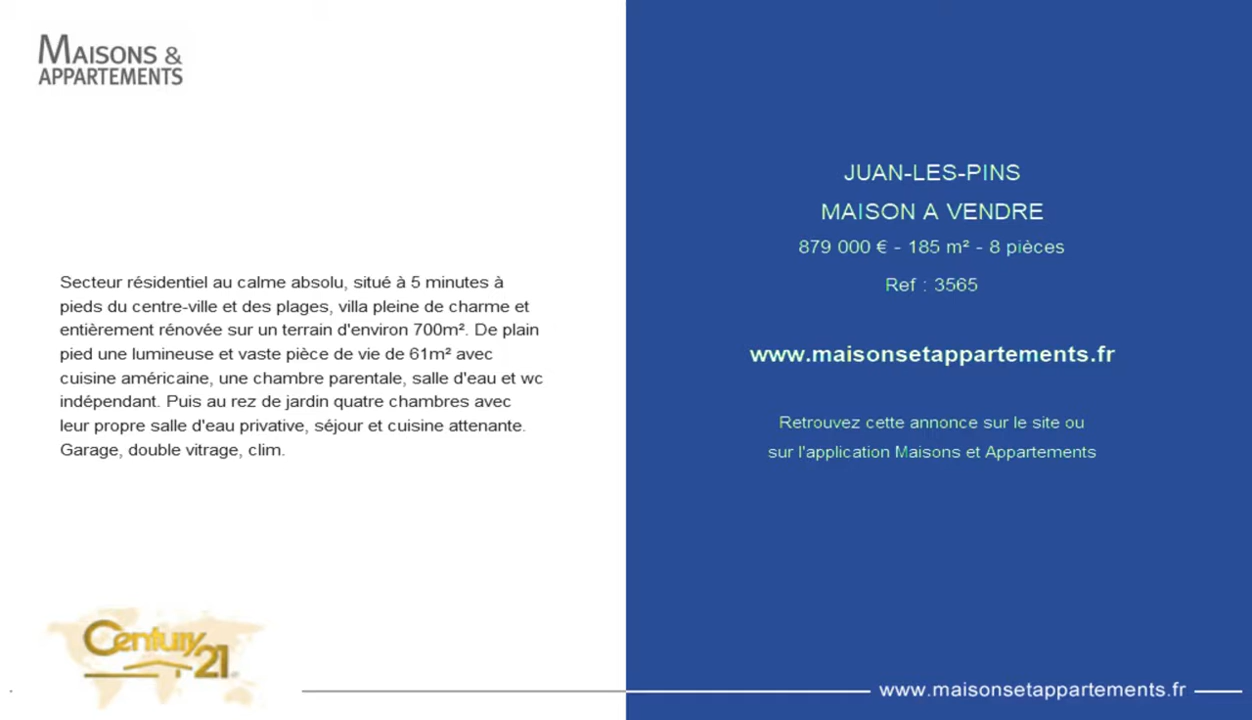 MAISONS &
APPARTEMENTS
Secteur résidentiel au calme absolu, situé à 5 minutes à
pieds du centre-ville et des plages, villa pleine de charme et
entièrement rénovée sur un terrain d'environ 700m². De plain
pied une lumineuse et vaste pièce de vie de 61m² avec
cuisine américaine, une chambre parentale, salle d'eau et wc
indépendant. Puis au rez de jardin quatre chambres avec
leur propre salle d'eau privative, séjour et cuisine attenante.
Garage, double vitrage, clim.
Century 21
JUAN-LES-PINS
MAISON A VENDRE
879 000 € - 185 m² - 8 pièces
Ref : 3565
www.maisonsetappartements.fr
Retrouvez cette annonce sur le site ou
sur l'application Maisons et Appartements
www.maisonsetappartements.fr